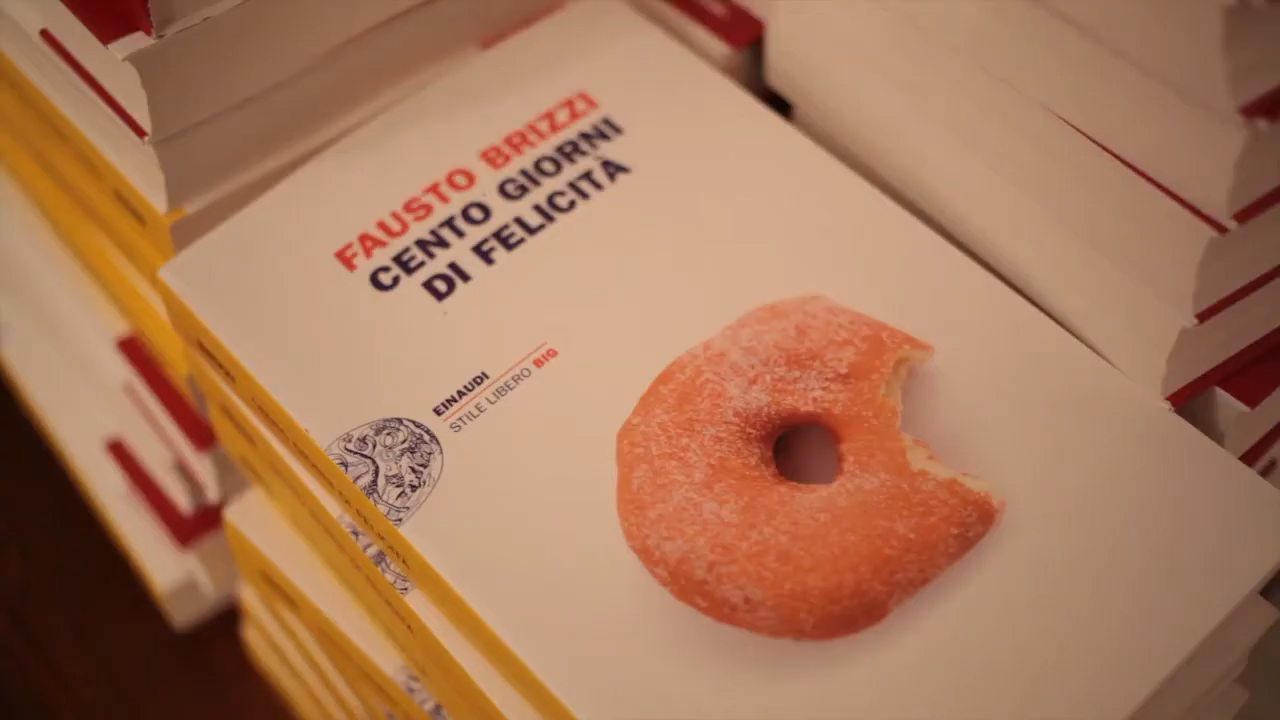 FAUSTO BRIZZI
CENTO GIORNI
DI FELICITÀ
EINAUDI
STILE LIBERO BIG